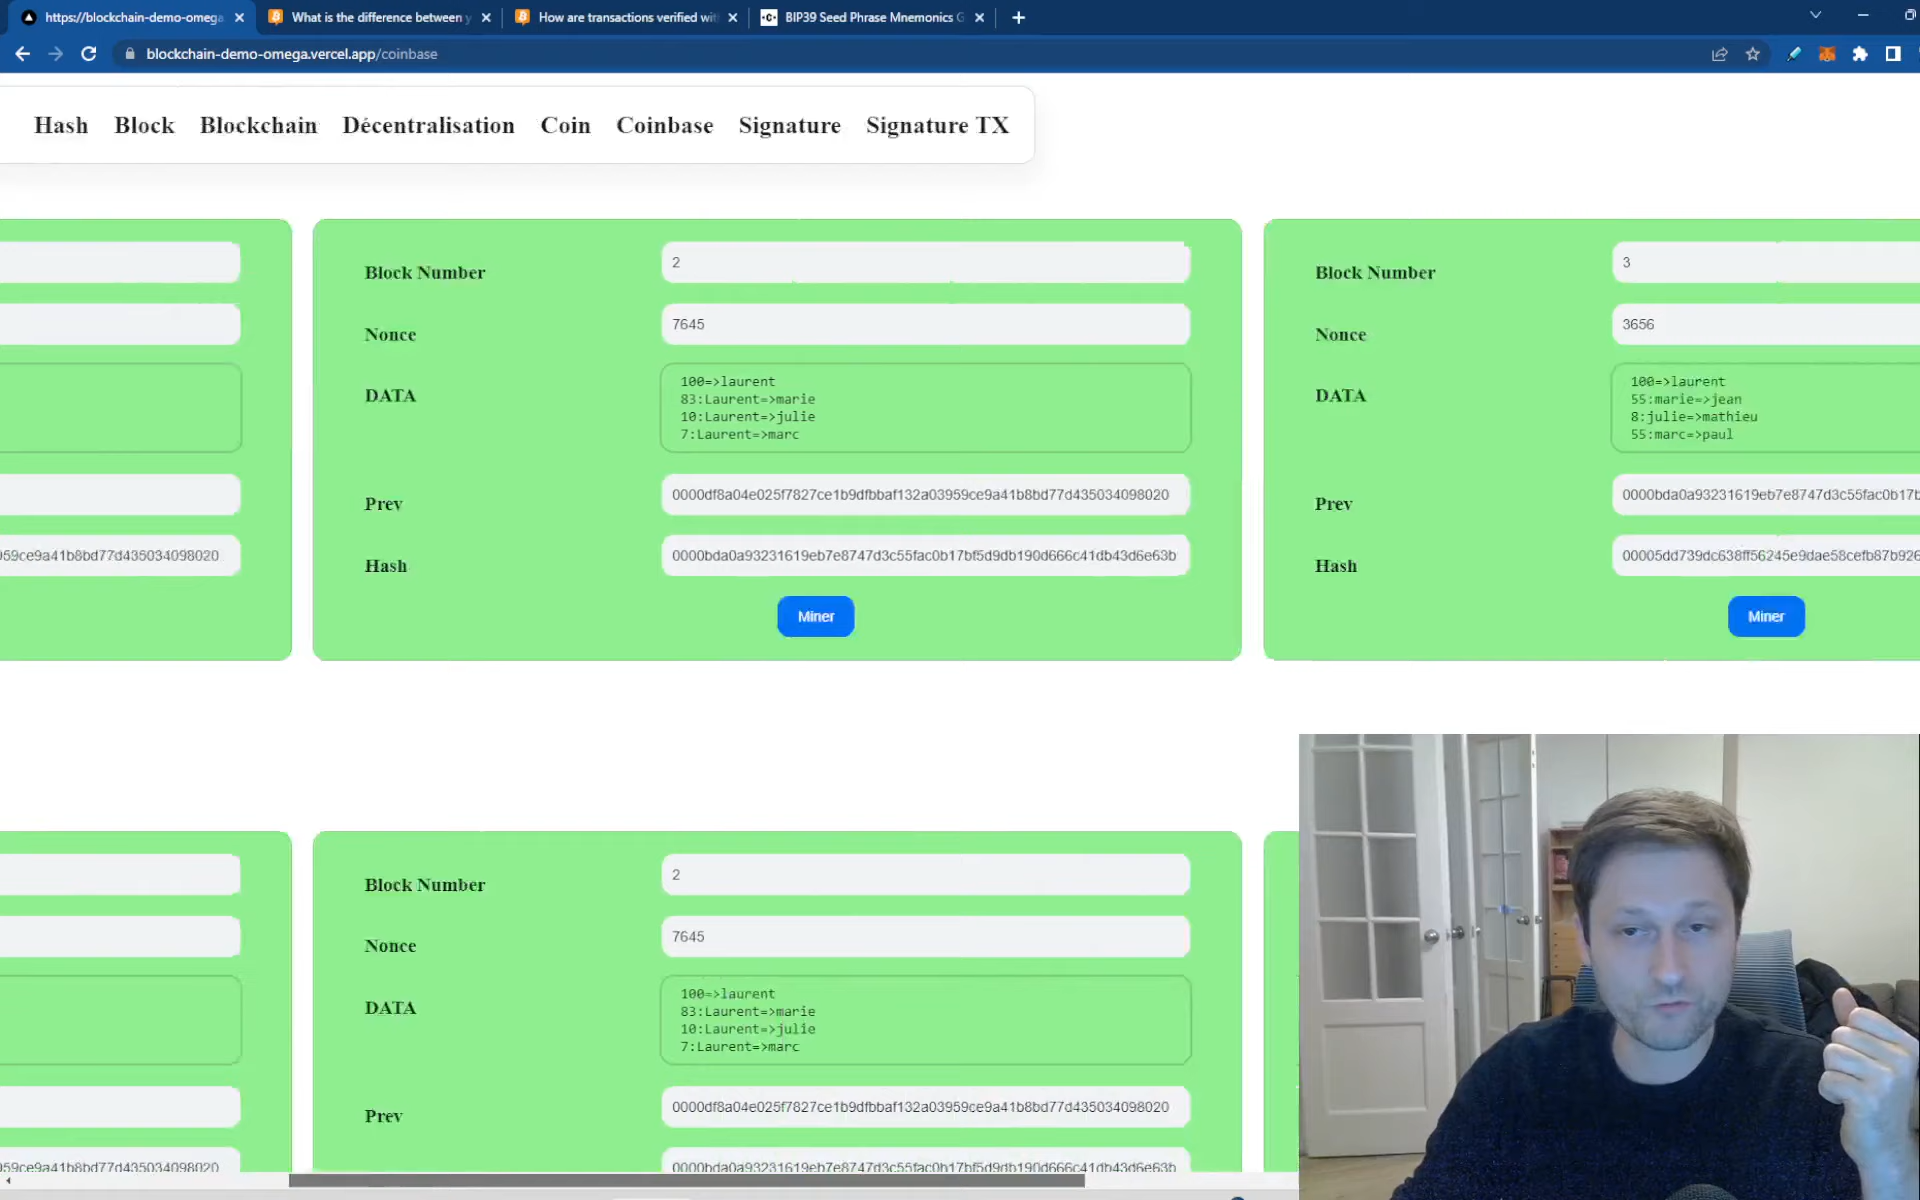 https://blockchain-demo-omega
What is the difference between
How are transactions verified wit
BIP39 Seed Phrase Mnemonics G
blockchain-demo-omega.vercel.app/coinbase
Hash Block Blockchain Décentralisation Coin Coinbase Signature Signature TX
959ce9a41b8bd77d435034098020
Block Number
2
Nonce
7645
DATA
100=>laurent
83:Laurent=>marie
10:Laurent=>julie
7:Laurent=>marc
Prev
0000df8a04e025f7827ce1b9dfbbaf132a03959ce9a41b8bd77d435034098020
Hash
0000bda0a93231619eb7e8747d3c55fac0b17bf5d9db190d666c41db43d6e63b
Miner
Block Number
3
Nonce
3656
DATA
100=>laurent
55:marie=>jean
8:julie=>mathieu
55:marc=>paul
Prev
0000bda0a93231619eb7e8747d3c55fac0b17b
Hash
00005dd739dc638ff56245e9dae58cefb87b926
Miner
959ce9a41b8bd77d435034098020
Block Number
2
Nonce
7645
DATA
100=>laurent
83:Laurent=>marie
10:Laurent=>julie
7:Laurent=>marc
Prev
0000df8a04e025f7827ce1b9dfbbaf132a03959ce9a41b8bd77d435034098020
0000bda0a93231619eb7e8747d3c55fac0b17bf5d9db190d666c41db43d6e63b